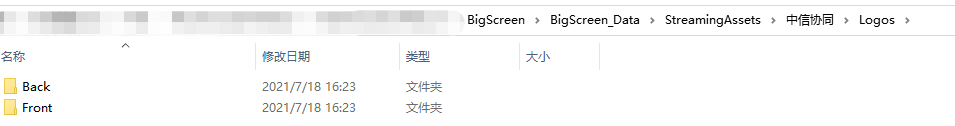 BigScreen > BigScreen_Data > StreamingAssets > 中信协同 > Logos >
名称 修改日期 类型 大小
Back 2021/7/18 16:23 文件夹
Front 2021/7/18 16:23 文件夹